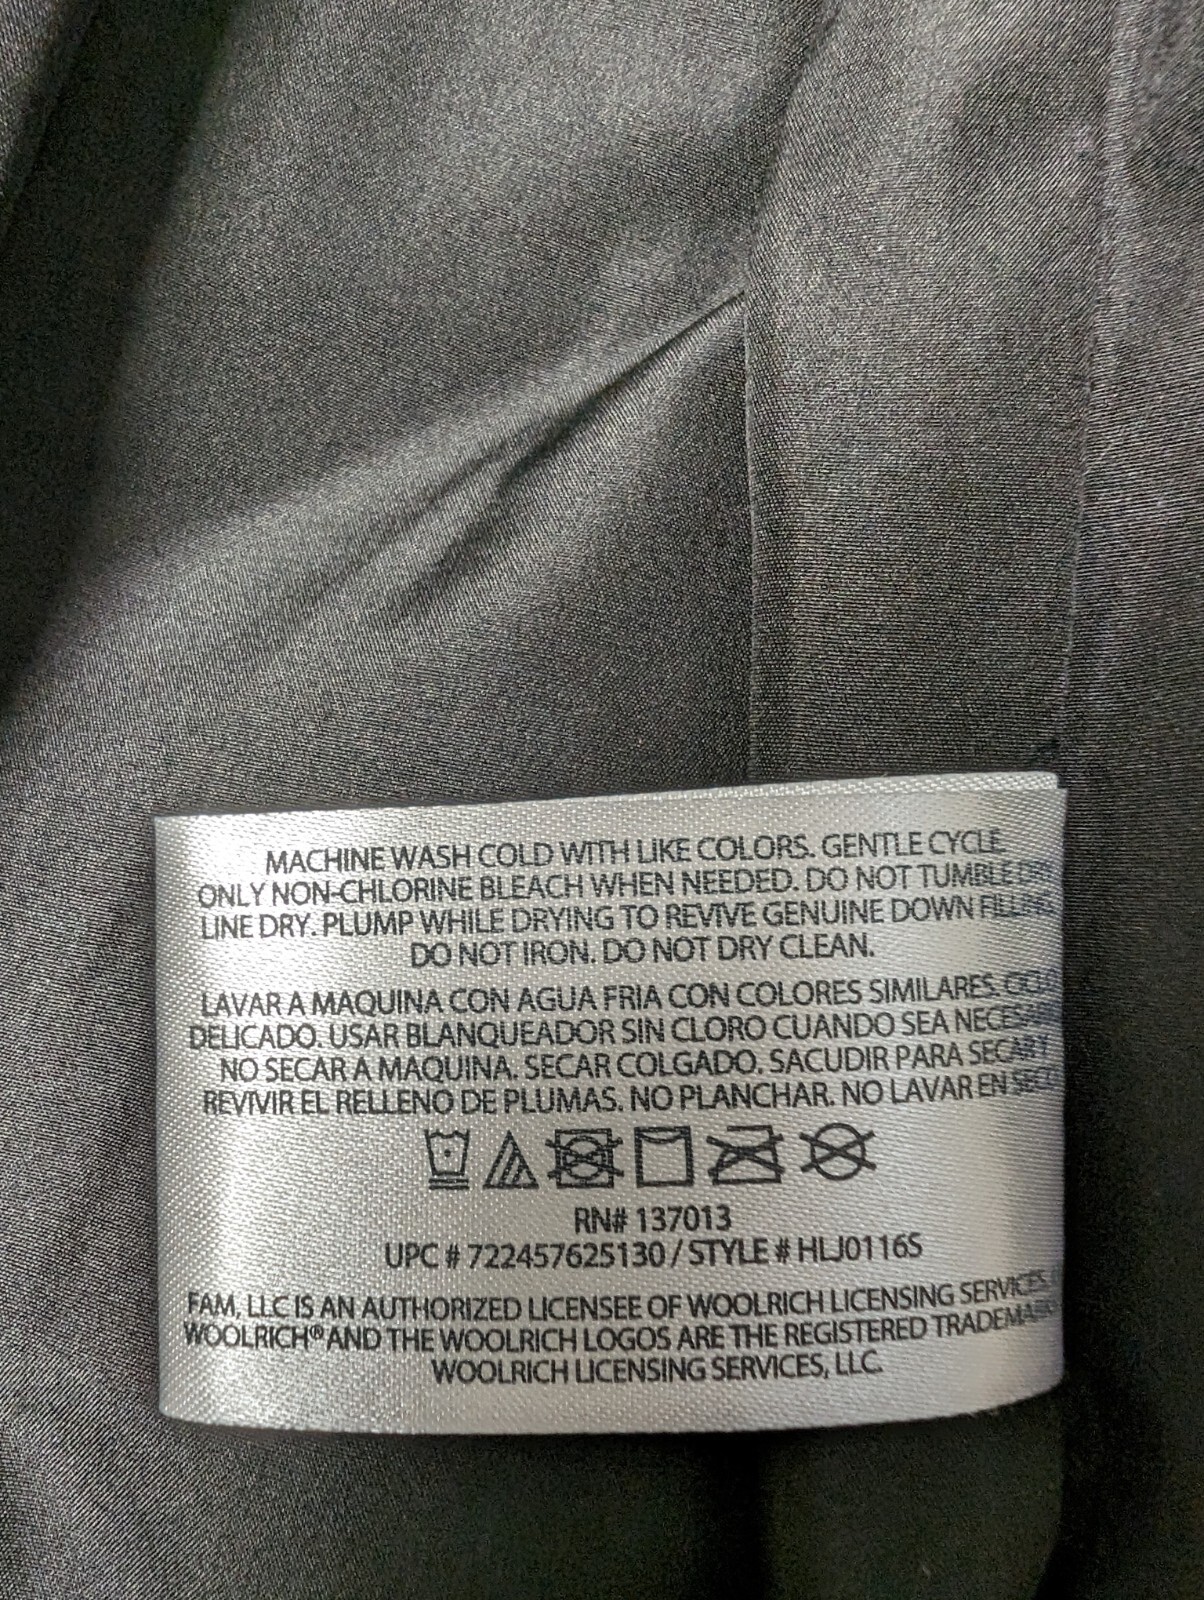 MACHINE WASH COLD WITH LIKE COLORS. GENTLE CYCLE
ONLY NON-CHLORINE BLEACH WHEN NEEDED. DO NOT TUMBLE DRY.
LINE DRY. PLUMP WHILE DRYING TO REVIVE GENUINE DOWN FILLING.
DO NOT IRON. DO NOT DRY CLEAN.
LAVAR A MAQUINA CON AGUA FRIA CON COLORES SIMILARES.
DELICADO. USAR BLANQUEADOR SIN CLORO CUANDO SEA
NO SECAR A MAQUINA. SECAR COLGADO. SACUDIR PARA SECAR Y
REVIVIR EL RELLENO DE PLUMAS. NO PLANCHAR. NO LAVAR EN
RN# 137013
UPC # 722457625130 / STYLE # HLJ0116S
FAM, LLC IS AN AUTHORIZED LICENSEE OF WOOLRICH LICENSING SERVICES,
WOOLRICH® AND THE WOOLRICH LOGOS ARE THE REGISTERED
WOOLRICH LICENSING SERVICES, LLC.